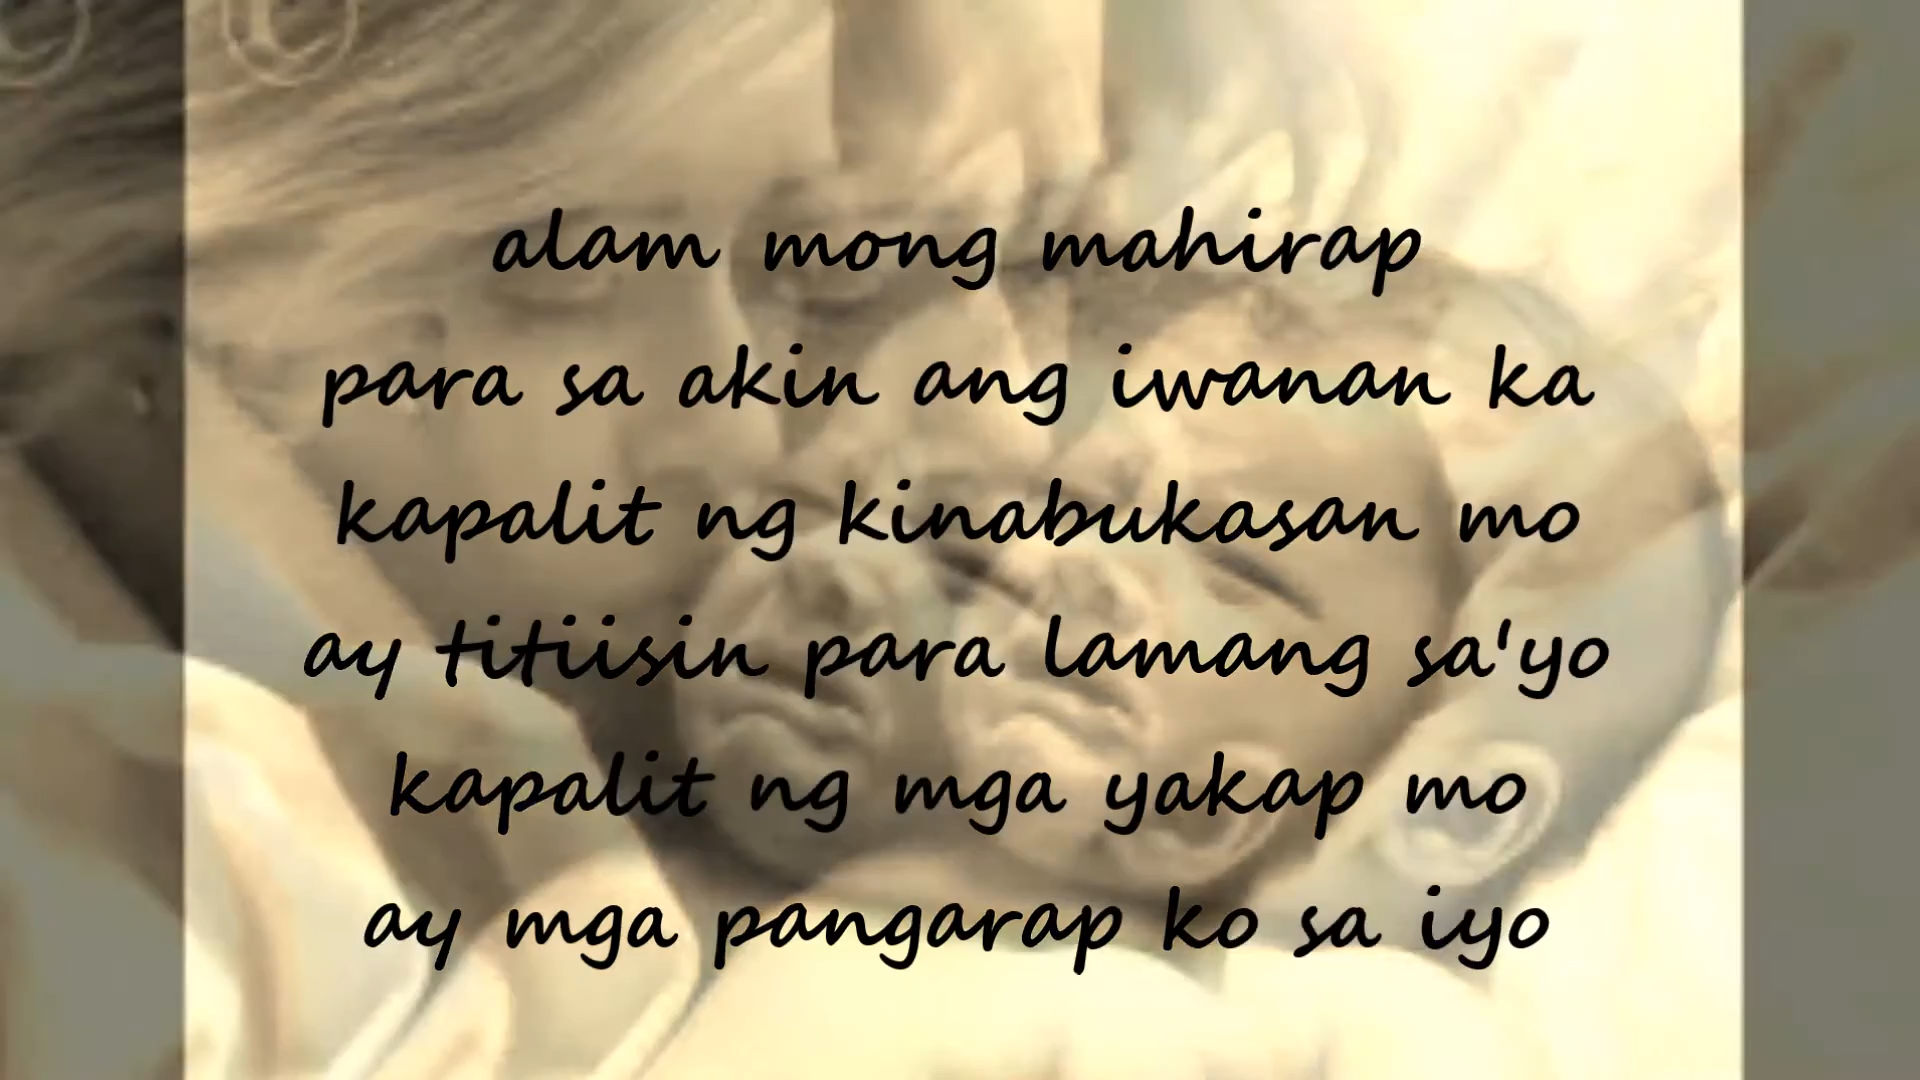 alam mong mahirap
para sa akin ang iwanan ka
kapalit ng kinabukasan mo
ay titiisin para lamang sa'yo
kapalit ng mga yakap mo
ay mga pangarap ko sa iyo